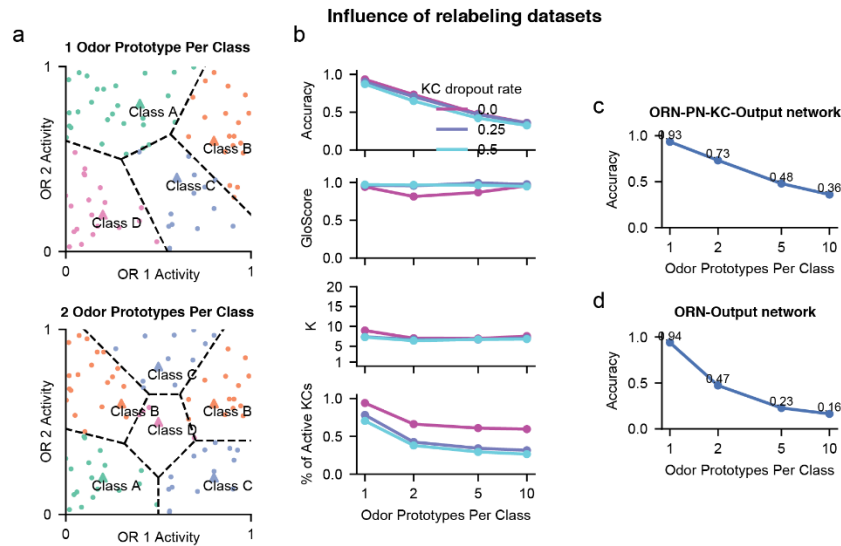 Influence of relabeling datasets
a
1 Odor Prototype Per Class
1
OR 2 Activity
0
Class A
Class B
Class C
Class D
0
1
OR 1 Activity
2 Odor Prototypes Per Class
1
OR 2 Activity
0
Class C
Class B
Class B
Class D
Class A
Class C
0
1
OR 1 Activity
b
Accuracy
1.0
0.5
0.0
KC dropout rate
0.0
0.25
0.5
GloScore
1.0
0.5
0.0
K
20
15
10
5
1
% of Active KCs
1.0
0.5
0.0
1
2
5
10
Odor Prototypes Per Class
c
ORN-PN-KC-Output network
Accuracy
1.0
0.5
0.0
0.93
0.73
0.48
0.36
1
2
5
10
Odor Prototypes Per Class
d
ORN-Output network
Accuracy
1.0
0.5
0.0
0.94
0.47
0.23
0.16
1
2
5
10
Odor Prototypes Per Class